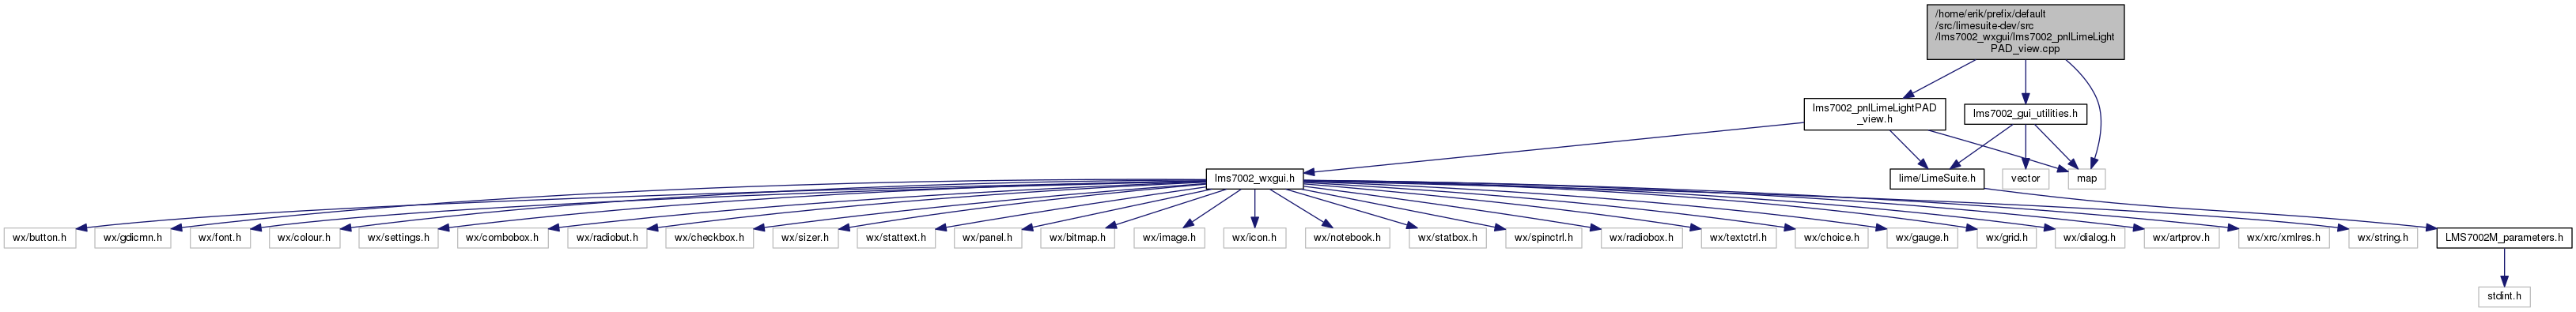 /home/erik/prefix/default
/src/limesuite-dev/src
/lms7002_wxgui/lms7002_pnlLimeLight
PAD_view.cpp
lms7002_pnlLimeLightPAD
_view.h
lms7002_gui_utilities.h
lms7002_wxgui.h
lime/LimeSuite.h
vector
map
wx/button.h
wx/gdicmn.h
wx/font.h
wx/colour.h
wx/settings.h
wx/combobox.h
wx/radiobut.h
wx/checkbox.h
wx/sizer.h
wx/stattext.h
wx/panel.h
wx/bitmap.h
wx/image.h
wx/icon.h
wx/notebook.h
wx/statbox.h
wx/spinctrl.h
wx/radiobox.h
wx/textctrl.h
wx/choice.h
wx/gauge.h
wx/grid.h
wx/dialog.h
wx/artprov.h
wx/xrc/xmlres.h
wx/string.h
LMS7002M_parameters.h
stdint.h